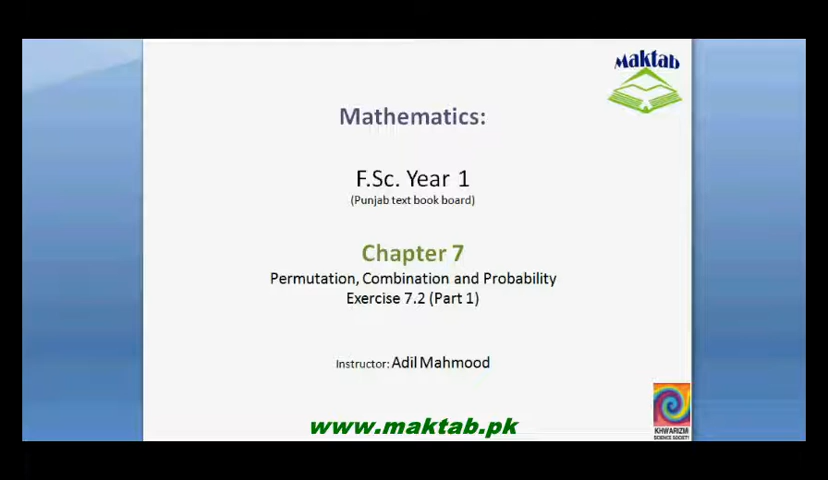 Maktab
Mathematics:
F.Sc. Year 1
(Punjab text book board)
Chapter 7
Permutation, Combination and Probability
Exercise 7.2 (Part 1)
Instructor: Adil Mahmood
KHWARIZMI
SCIENCE SOCIETY
www.maktab.pk